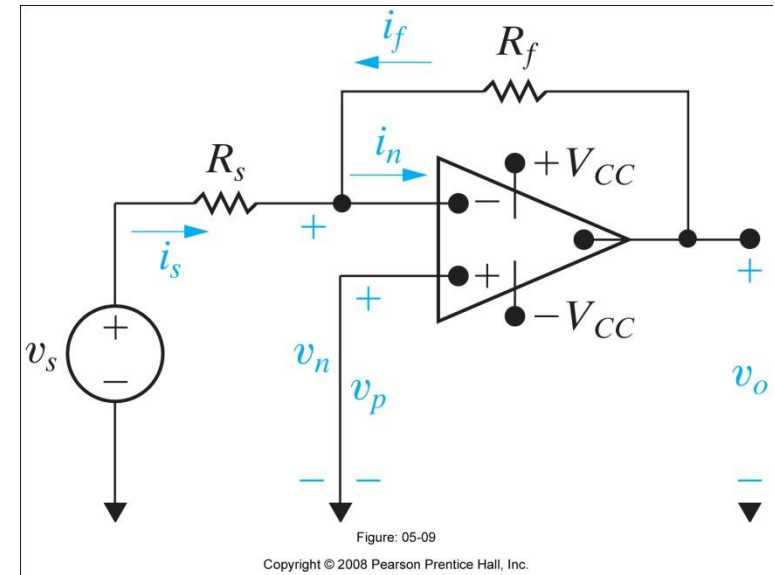 i_f
R_f
R_s
i_n
+V_CC
−
+
i_s
+
+
−V_CC
+
+
−
v_s
v_n
v_p
v_o
−
−
−
Figure: 05-09
Copyright © 2008 Pearson Prentice Hall, Inc.